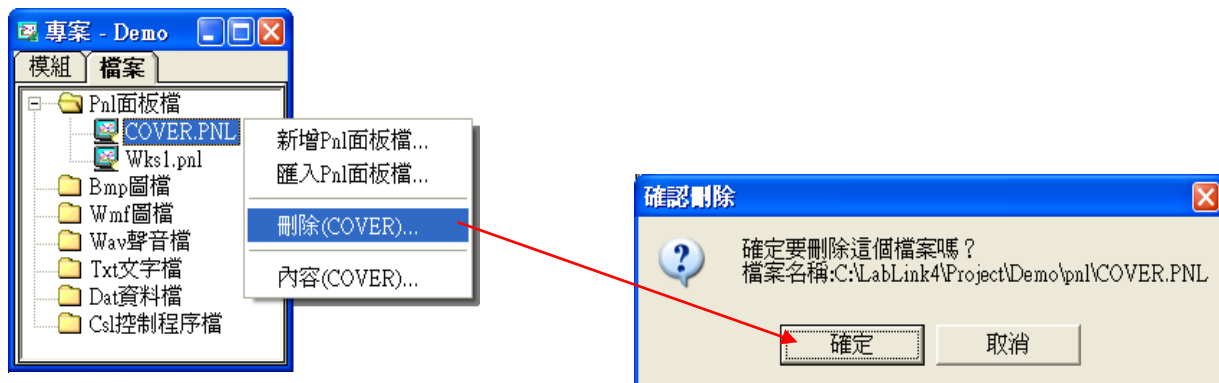 專案 - Demo
模組 檔案
Pnl面板檔
COVER.PNL
Wks1.pnl
Bmp圖檔
Wmf圖檔
Wav聲音檔
Txt文字檔
Dat資料檔
Csl控制程序檔
新增Pnl面板檔...
匯入Pnl面板檔...
刪除(COVER)...
內容(COVER)...
確認刪除
確定要刪除這個檔案嗎？
檔案名稱:C:\LabLink4\Project\Demo\pnl\COVER.PNL
確定 取消